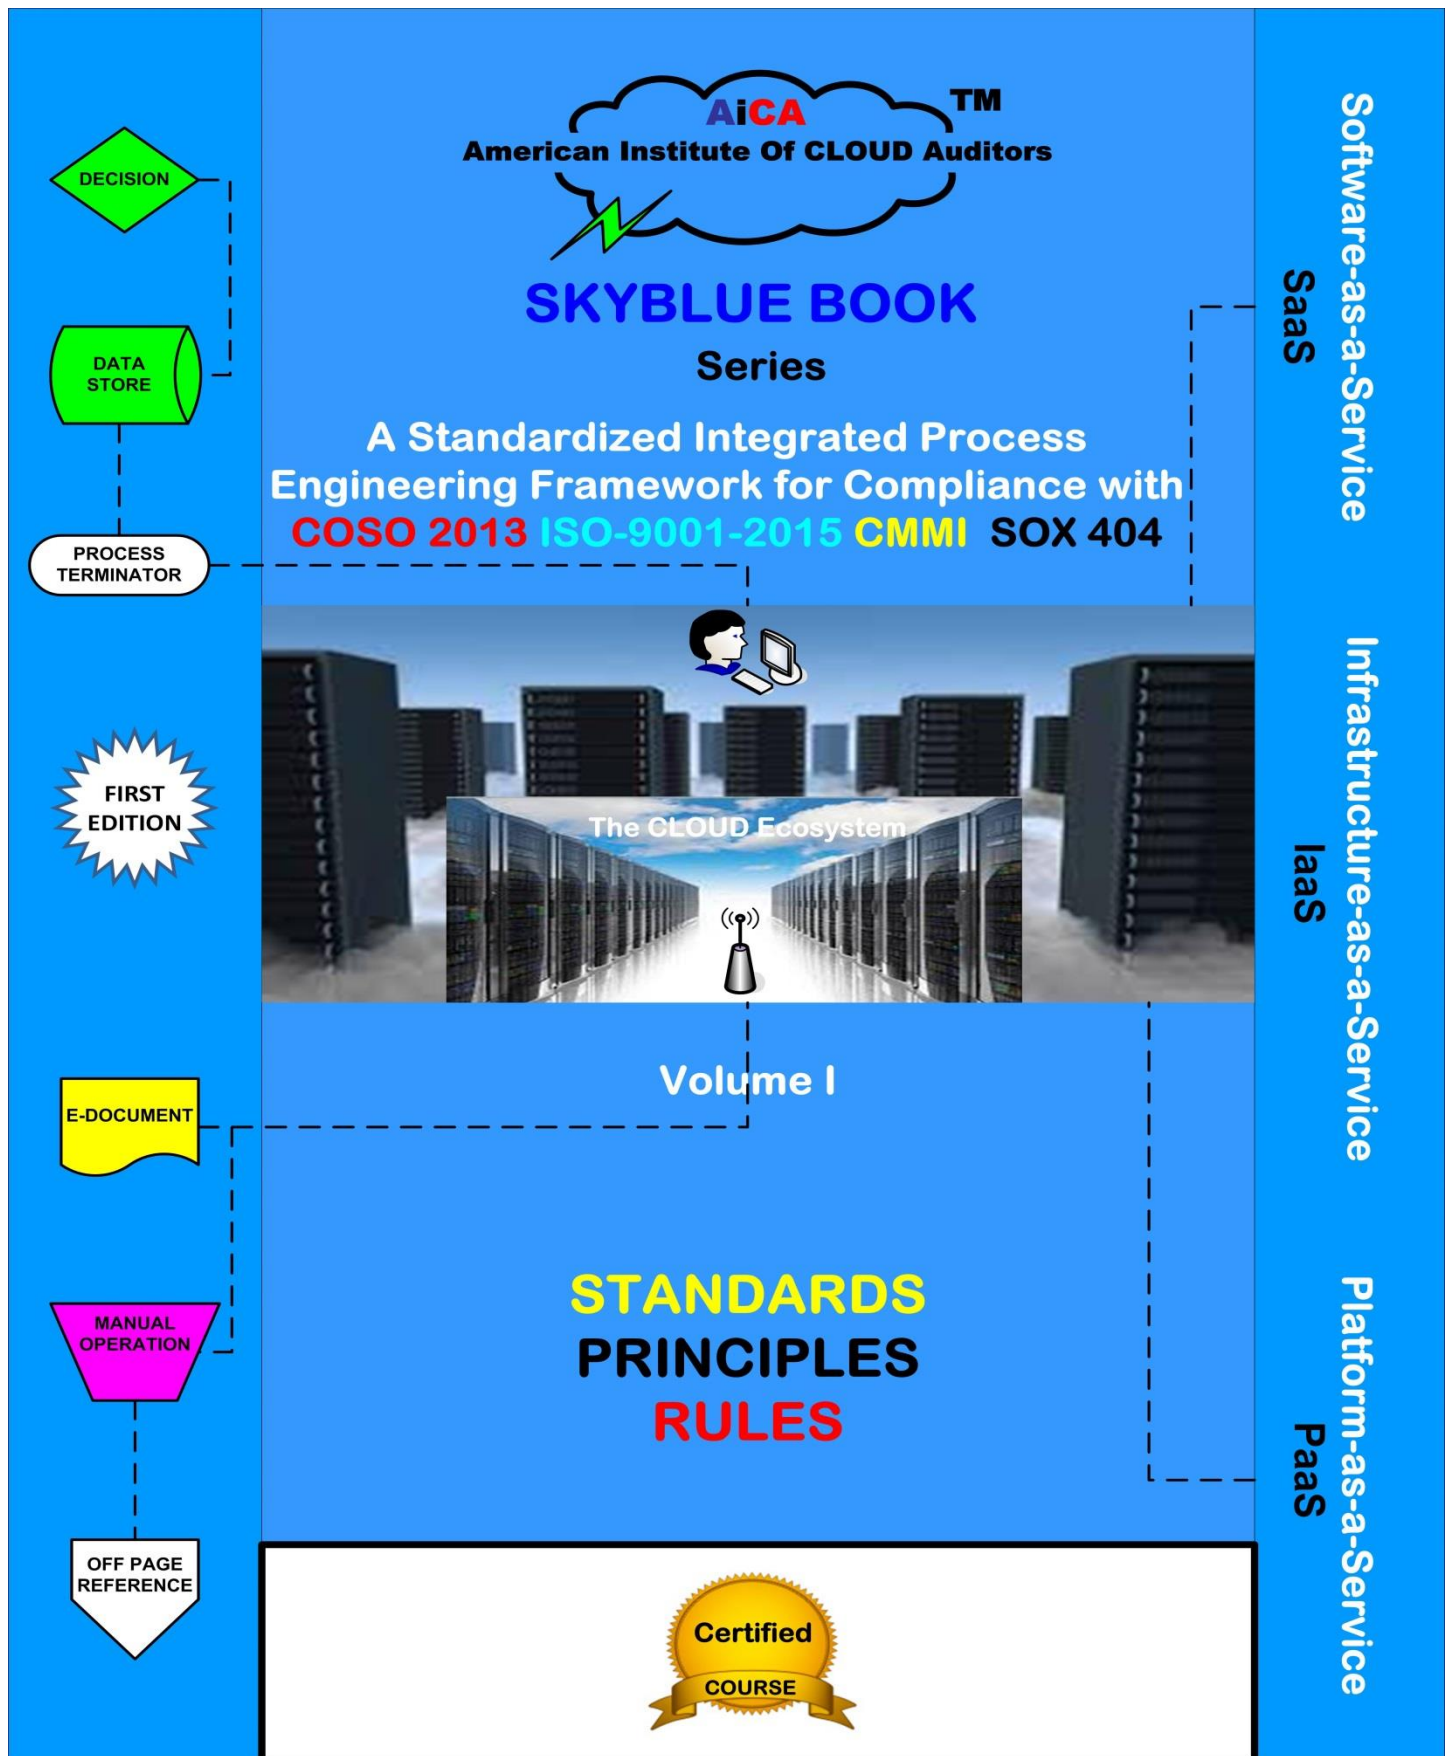 AiCA
TM
American Institute Of CLOUD Auditors
SKYBLUE BOOK
Series
A Standardized Integrated Process
Engineering Framework for Compliance with
COSO 2013 ISO-9001-2015 CMMI SOX 404
DECISION
DATA
STORE
PROCESS
TERMINATOR
FIRST
EDITION
The CLOUD Ecosystem
Volume I
E-DOCUMENT
MANUAL
OPERATION
OFF PAGE
REFERENCE
STANDARDS
PRINCIPLES
RULES
Certified
COURSE
Software-as-a-Service
SaaS
Infrastructure-as-a-Service
IaaS
Platform-as-a-Service
PaaS